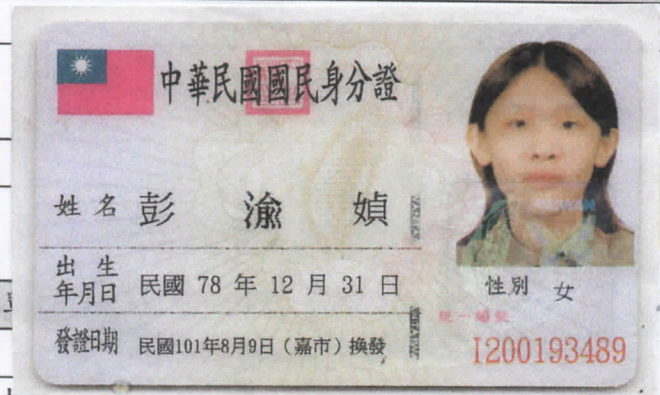 中華民國國民身分證
姓名 彭渝媜
出生年月日 民國 78 年 12 月 31 日
性別 女
發證日期 民國101年8月9日（嘉市）換發
統一編號
I200193489